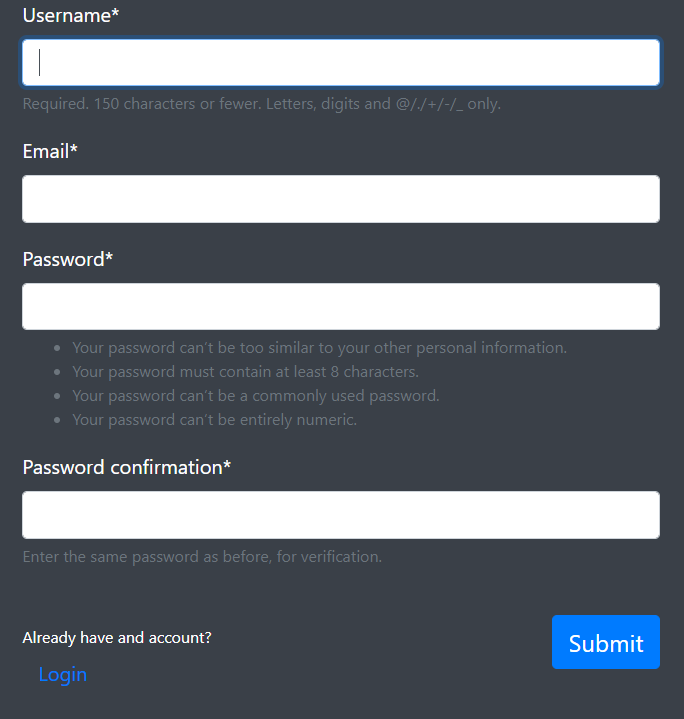 Username*
Required. 150 characters or fewer. Letters, digits and @/./+/-/_ only.
Email*
Password*
Your password can't be too similar to your other personal information.
Your password must contain at least 8 characters.
Your password can't be a commonly used password.
Your password can't be entirely numeric.
Password confirmation*
Enter the same password as before, for verification.
Already have and account?
Submit
Login